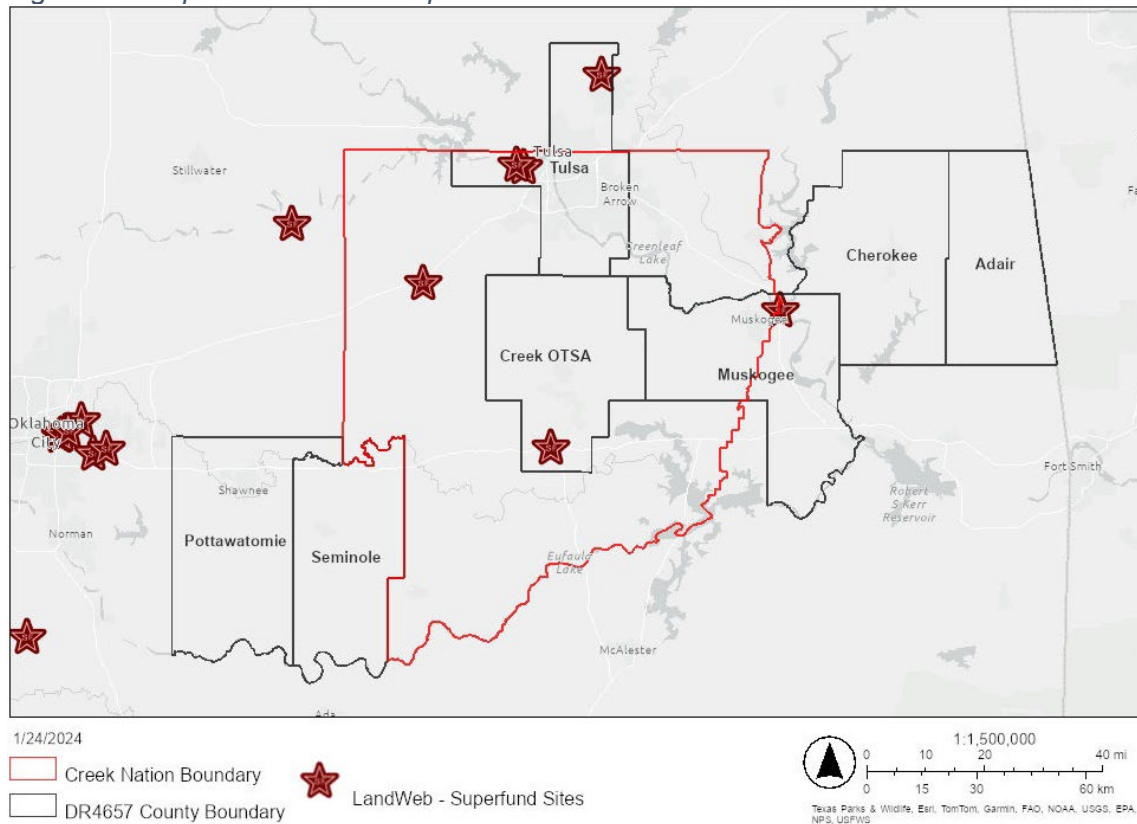 Stillwater
Tulsa
Tulsa
Broken
Arrow
Greenleaf
Lake
Cherokee
Adair
Muskogee
Creek OTSA
Muskogee
Oklahoma
City
Shawnee
Fort Smith
Robert
S Kerr
Reservoir
Norman
Pottawatomie
Seminole
Eufaula
Lake
McAlester
1/24/2024
Creek Nation Boundary
DR4657 County Boundary
LandWeb - Superfund Sites
1:1,500,000
0 10 20 40 mi
0 15 30 60 km
Texas Parks & Wildlife, Esri, TomTom, Garmin, FAO, NOAA, USGS, EPA,
NPS, USFWS